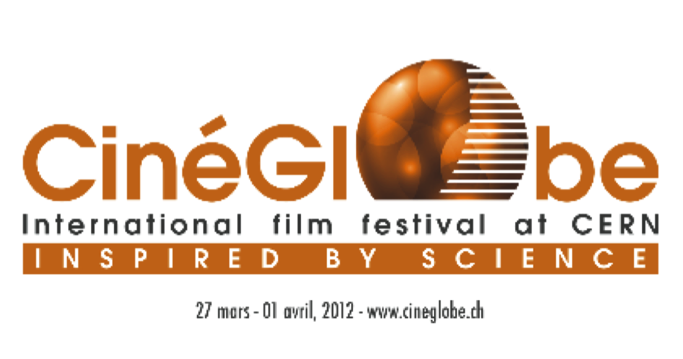 CinéGlobe
International film festival at CERN
INSPIRED BY SCIENCE
27 mars - 01 avril, 2012 - www.cineglobe.ch